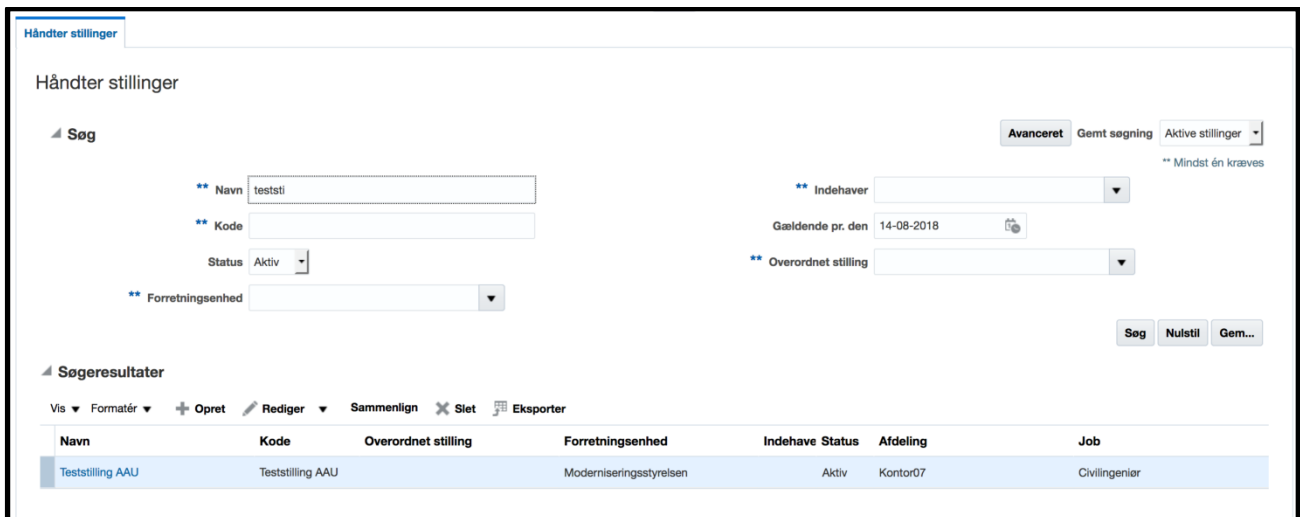 Håndter stillinger
Håndter stillinger
Søg
Avanceret Gemt søgning Aktive stillinger
** Mindst én kræves
** Navn teststi
** Indehaver
** Kode
Gældende pr. den 14-08-2018
Status Aktiv
** Overordnet stilling
** Forretningsenhed
Søg Nulstil Gem...
Søgeresultater
Vis Formatér Opret Rediger Sammenlign Slet Eksporter
Navn Kode Overordnet stilling Forretningsenhed Indehave Status Afdeling Job
Teststilling AAU Teststilling AAU Moderniseringsstyrelsen Aktiv Kontor07 Civilingeniør